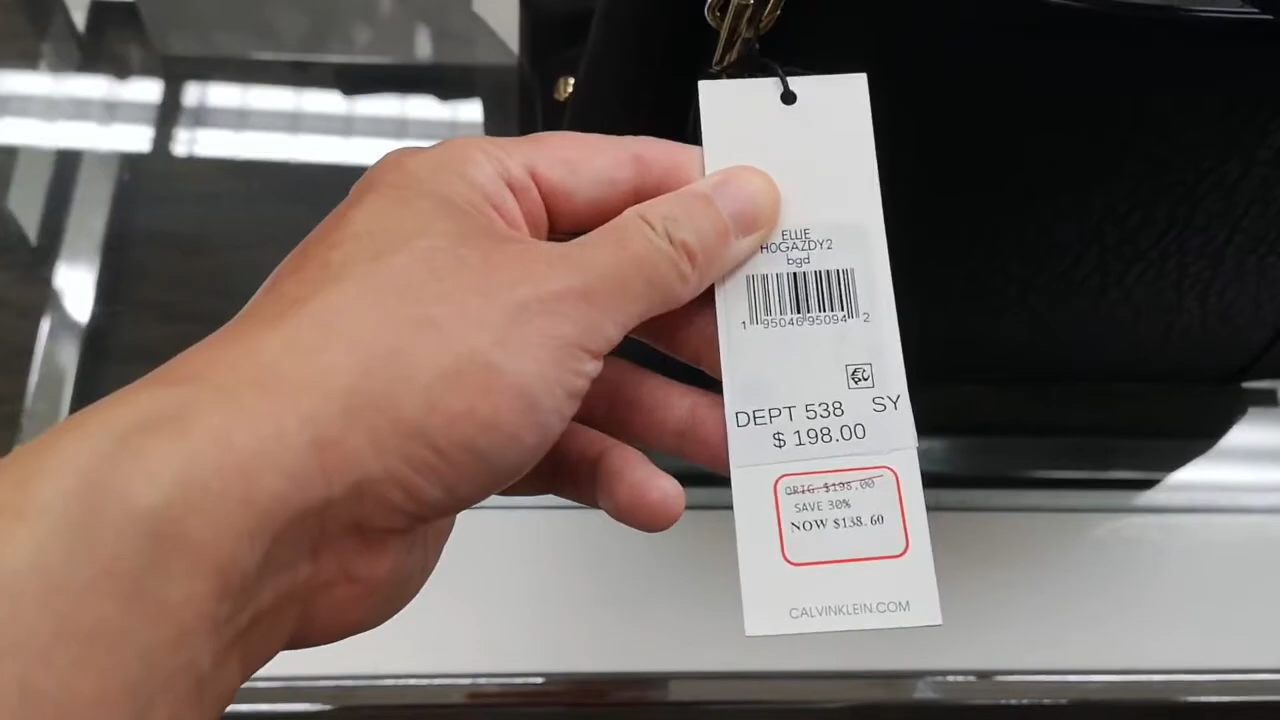 ELLIE
H0GAZDY2
bgd
1 95046 95094 2
DEPT 538 SY
$ 198.00
ORIG. $198.00
SAVE 30%
NOW $138.60
CALVINKLEIN.COM